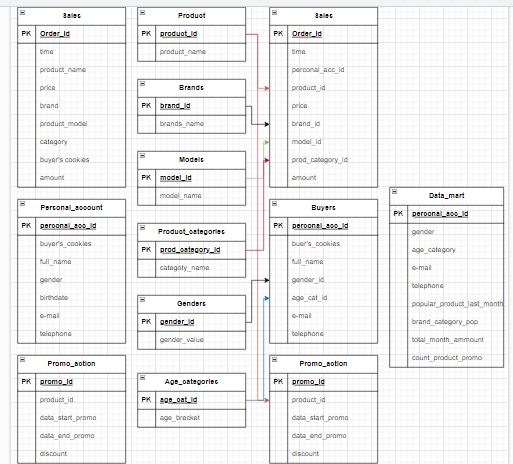 Sales
PK Order_id
time
product_name
price
brand
product_model
category
buyer's cookies
amount
Personal_account
PK personal_acc_id
buyer's_cookies
full_name
gender
birthdate
e-mail
telephone
Promo_action
PK promo_id
product_id
data_start_promo
data_end_promo
discount
Product
PK product_id
product_name
Brands
PK brand_id
brands_name
Models
PK model_id
model_name
Product_categories
PK prod_category_id
categoty_name
Genders
PK gender_id
gender_value
Age_categories
PK age_cat_id
age_brecket
Sales
PK Order_id
time
personal_acc_id
product_id
price
brand_id
model_id
prod_category_id
amount
Buyers
PK personal_acc_id
buer's_cookies
full_name
gender_id
age_cat_id
e-mail
telephone
Promo_action
PK promo_id
product_id
data_start_promo
data_end_promo
discount
Data_mart
PK personal_acc_id
gender
age_category
e-mail
telephone
popular_product_last_month
brand_category_pop
total_month_ammount
count_product_promo